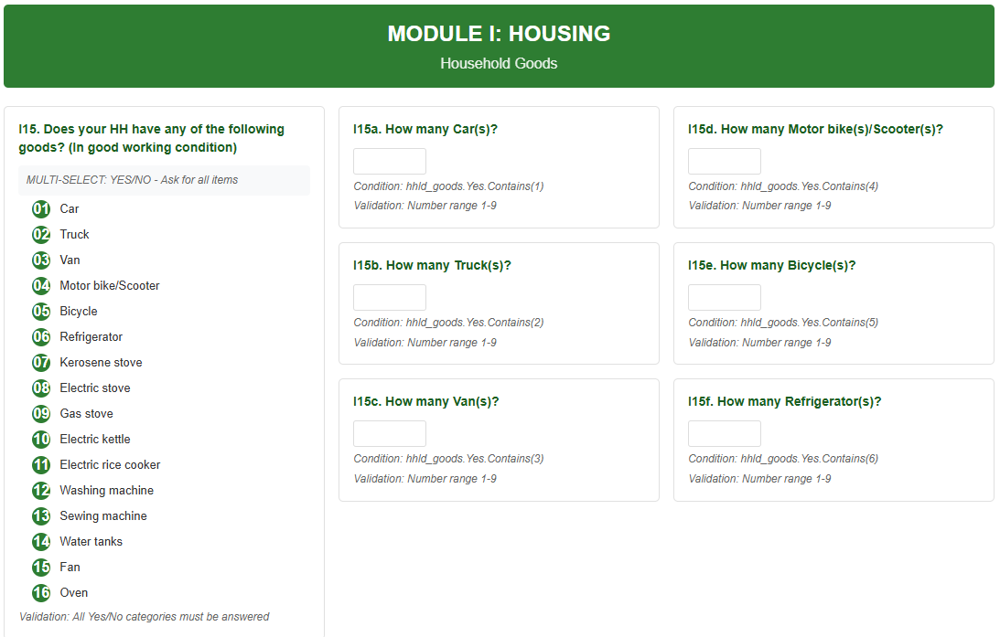 MODULE I: HOUSING
Household Goods
I15. Does your HH have any of the following
goods? (In good working condition)
MULTI-SELECT: YES/NO - Ask for all items
01 Car
02 Truck
03 Van
04 Motor bike/Scooter
05 Bicycle
06 Refrigerator
07 Kerosene stove
08 Electric stove
09 Gas stove
10 Electric kettle
11 Electric rice cooker
12 Washing machine
13 Sewing machine
14 Water tanks
15 Fan
16 Oven
Validation: All Yes/No categories must be answered
I15a. How many Car(s)?
Condition: hhld_goods.Yes.Contains(1)
Validation: Number range 1-9
I15b. How many Truck(s)?
Condition: hhld_goods.Yes.Contains(2)
Validation: Number range 1-9
I15c. How many Van(s)?
Condition: hhld_goods.Yes.Contains(3)
Validation: Number range 1-9
I15d. How many Motor bike(s)/Scooter(s)?
Condition: hhld_goods.Yes.Contains(4)
Validation: Number range 1-9
I15e. How many Bicycle(s)?
Condition: hhld_goods.Yes.Contains(5)
Validation: Number range 1-9
I15f. How many Refrigerator(s)?
Condition: hhld_goods.Yes.Contains(6)
Validation: Number range 1-9